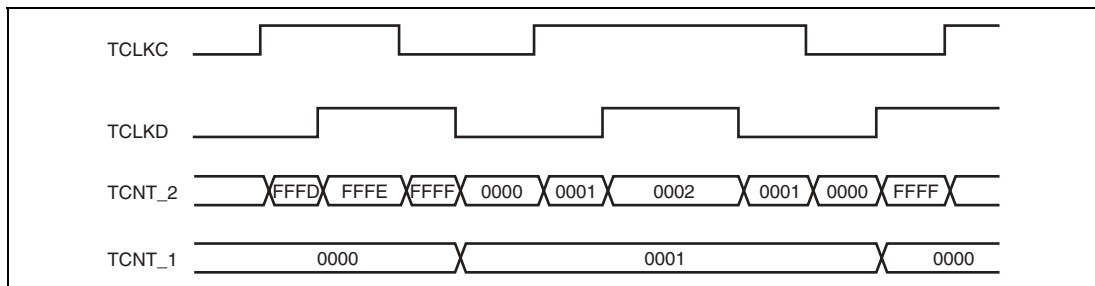 TCLKC
TCLKD
TCNT_2 FFFD FFFE FFFF 0000 0001 0002 0001 0000 FFFF
TCNT_1 0000 0001 0000